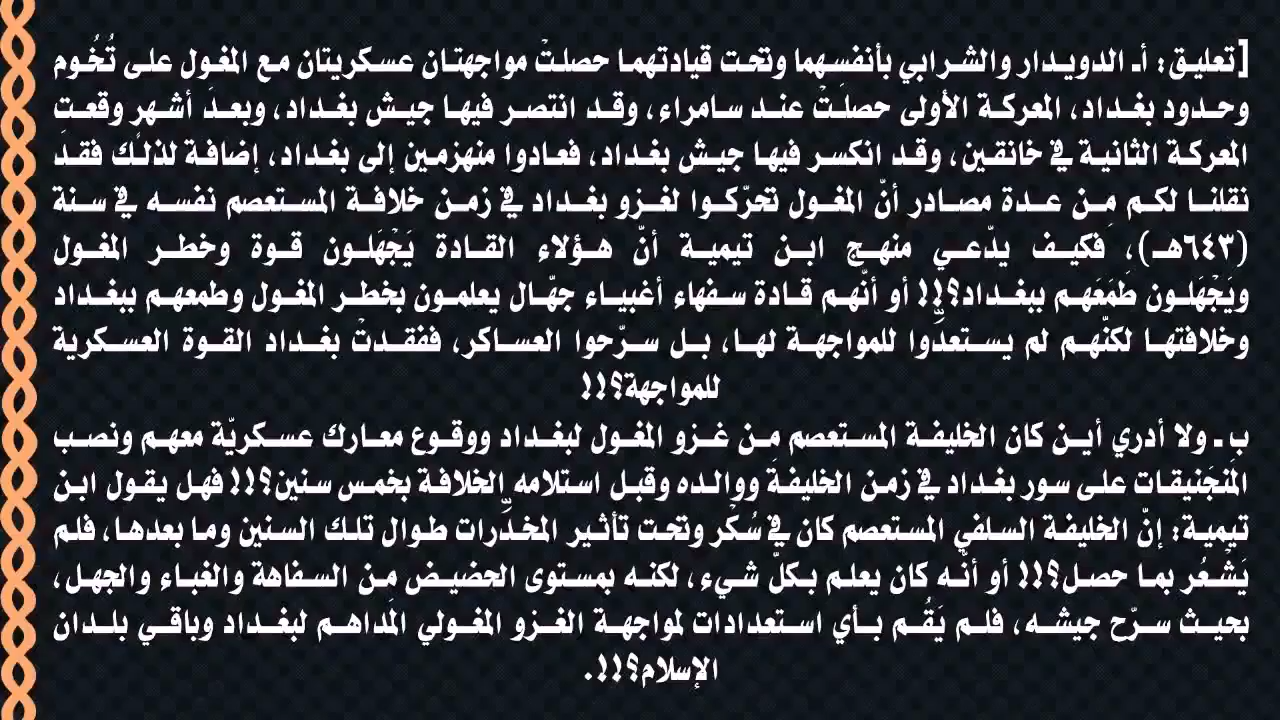 [تعليق: أـ الدويدار والشرابي بأنفسهما وتحت قيادتهما حصلتْ مواجهتان عسكريتان مع المغول على تُخُوم
وحدود بغداد، المعركة الأولى حصلَتْ عند سامراء، وقد انتصر فيها جيش بغداد، وبعدَ أشهر وقعت
المعركة الثانية في خانقين، وقد انكسر فيها جيش بغداد، فعادوا منهزمين إلى بغداد، إضافة لذلك فقد
نقلنا لكم من عدة مصادر أنّ المغول تحرّكوا لغزو بغداد في زمن خلافة المستعصم نفسه في سنة
(٦٤٣هـ)، فكيف يدّعي منهج ابن تيمية أنّ هؤلاء القادة يَجْهَلون قوة وخطر المغول
ويَجْهَلون طَمَعَهم ببغداد؟!! أو أنّهم قادة سفهاء أغبياء جهّال يعلمون بخطر المغول وطمعهم ببغداد
وخلافتها لكنّهم لم يستعدّوا للمواجهة لها، بل سرّحوا العساكر، ففقدتْ بغداد القوة العسكرية
للمواجهة؟!!
ب ـ ولا أدري أين كان الخليفة المستعصم من غزو المغول لبغداد ووقوع معارك عسكريّة معهم ونصب
المَنجَنيقات على سور بغداد في زمن الخليفة ووالده وقبل استلامه الخلافة بخمس سنين؟!! فهل يقول ابن
تيمية: إنّ الخليفة السلفي المستعصم كان في سُكْر وتحت تأثير المخدِّرات طوال تلك السنين وما بعدها، فلم
يَشْعُر بما حصل؟!! أو أنّه كان يعلم بكلّ شيء، لكنه بمستوى الحضيض من السفاهة والغباء والجهل،
بحيث سرّح جيشه، فلم يَقُم بأي استعدادات لمواجهة الغزو المغولي المُداهم لبغداد وباقي بلدان
الإسلام؟!!.